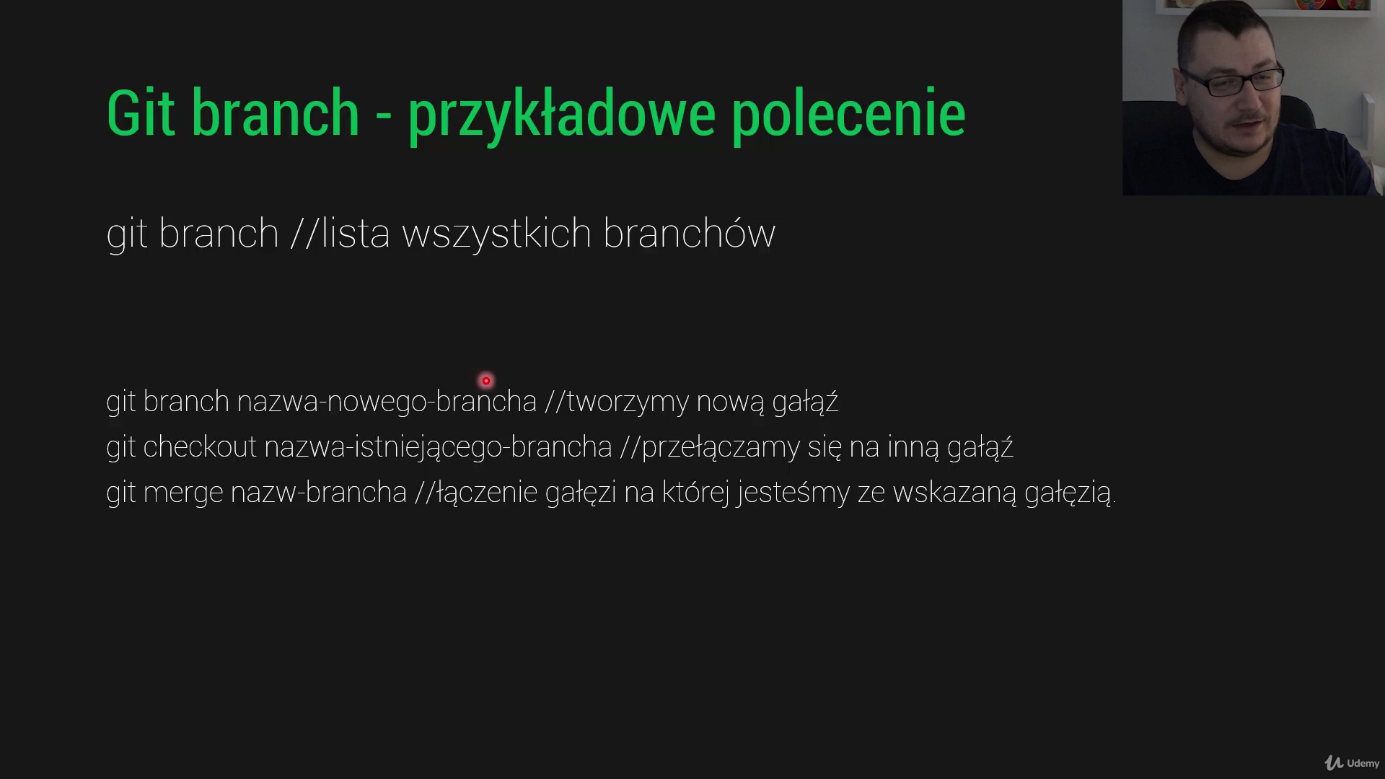 Git branch - przykładowe polecenie
git branch //lista wszystkich branchów
git branch nazwa-nowego-brancha //tworzymy nową gałąź
git checkout nazwa-istniejącego-brancha //przełączamy się na inną gałąź
git merge nazw-brancha //łączenie gałęzi na której jesteśmy ze wskazaną gałęzią.
Udemy